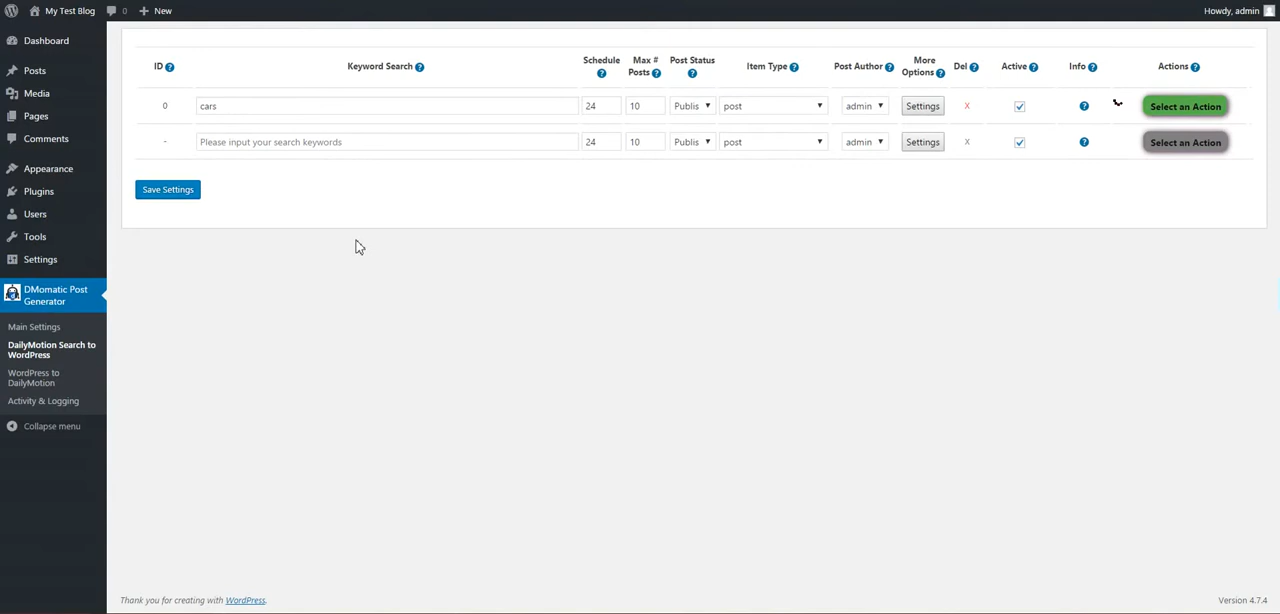 My Test Blog 0 New Howdy, admin
Dashboard
Posts
Media
Pages
Comments
Appearance
Plugins
Users
Tools
Settings
DMomatic Post
Generator
Main Settings
DailyMotion Search to
WordPress
WordPress to
DailyMotion
Activity & Logging
Collapse menu
ID ? Keyword Search ? Schedule ? Max # Posts ? Post Status ? Item Type ? Post Author ? More Options ? Del ? Active ? Info ? Actions ?
0 cars 24 10 Publis post admin Settings X ? Select an Action
- Please input your search keywords 24 10 Publis post admin Settings X ? Select an Action
Save Settings
Thank you for creating with WordPress. Version 4.7.4